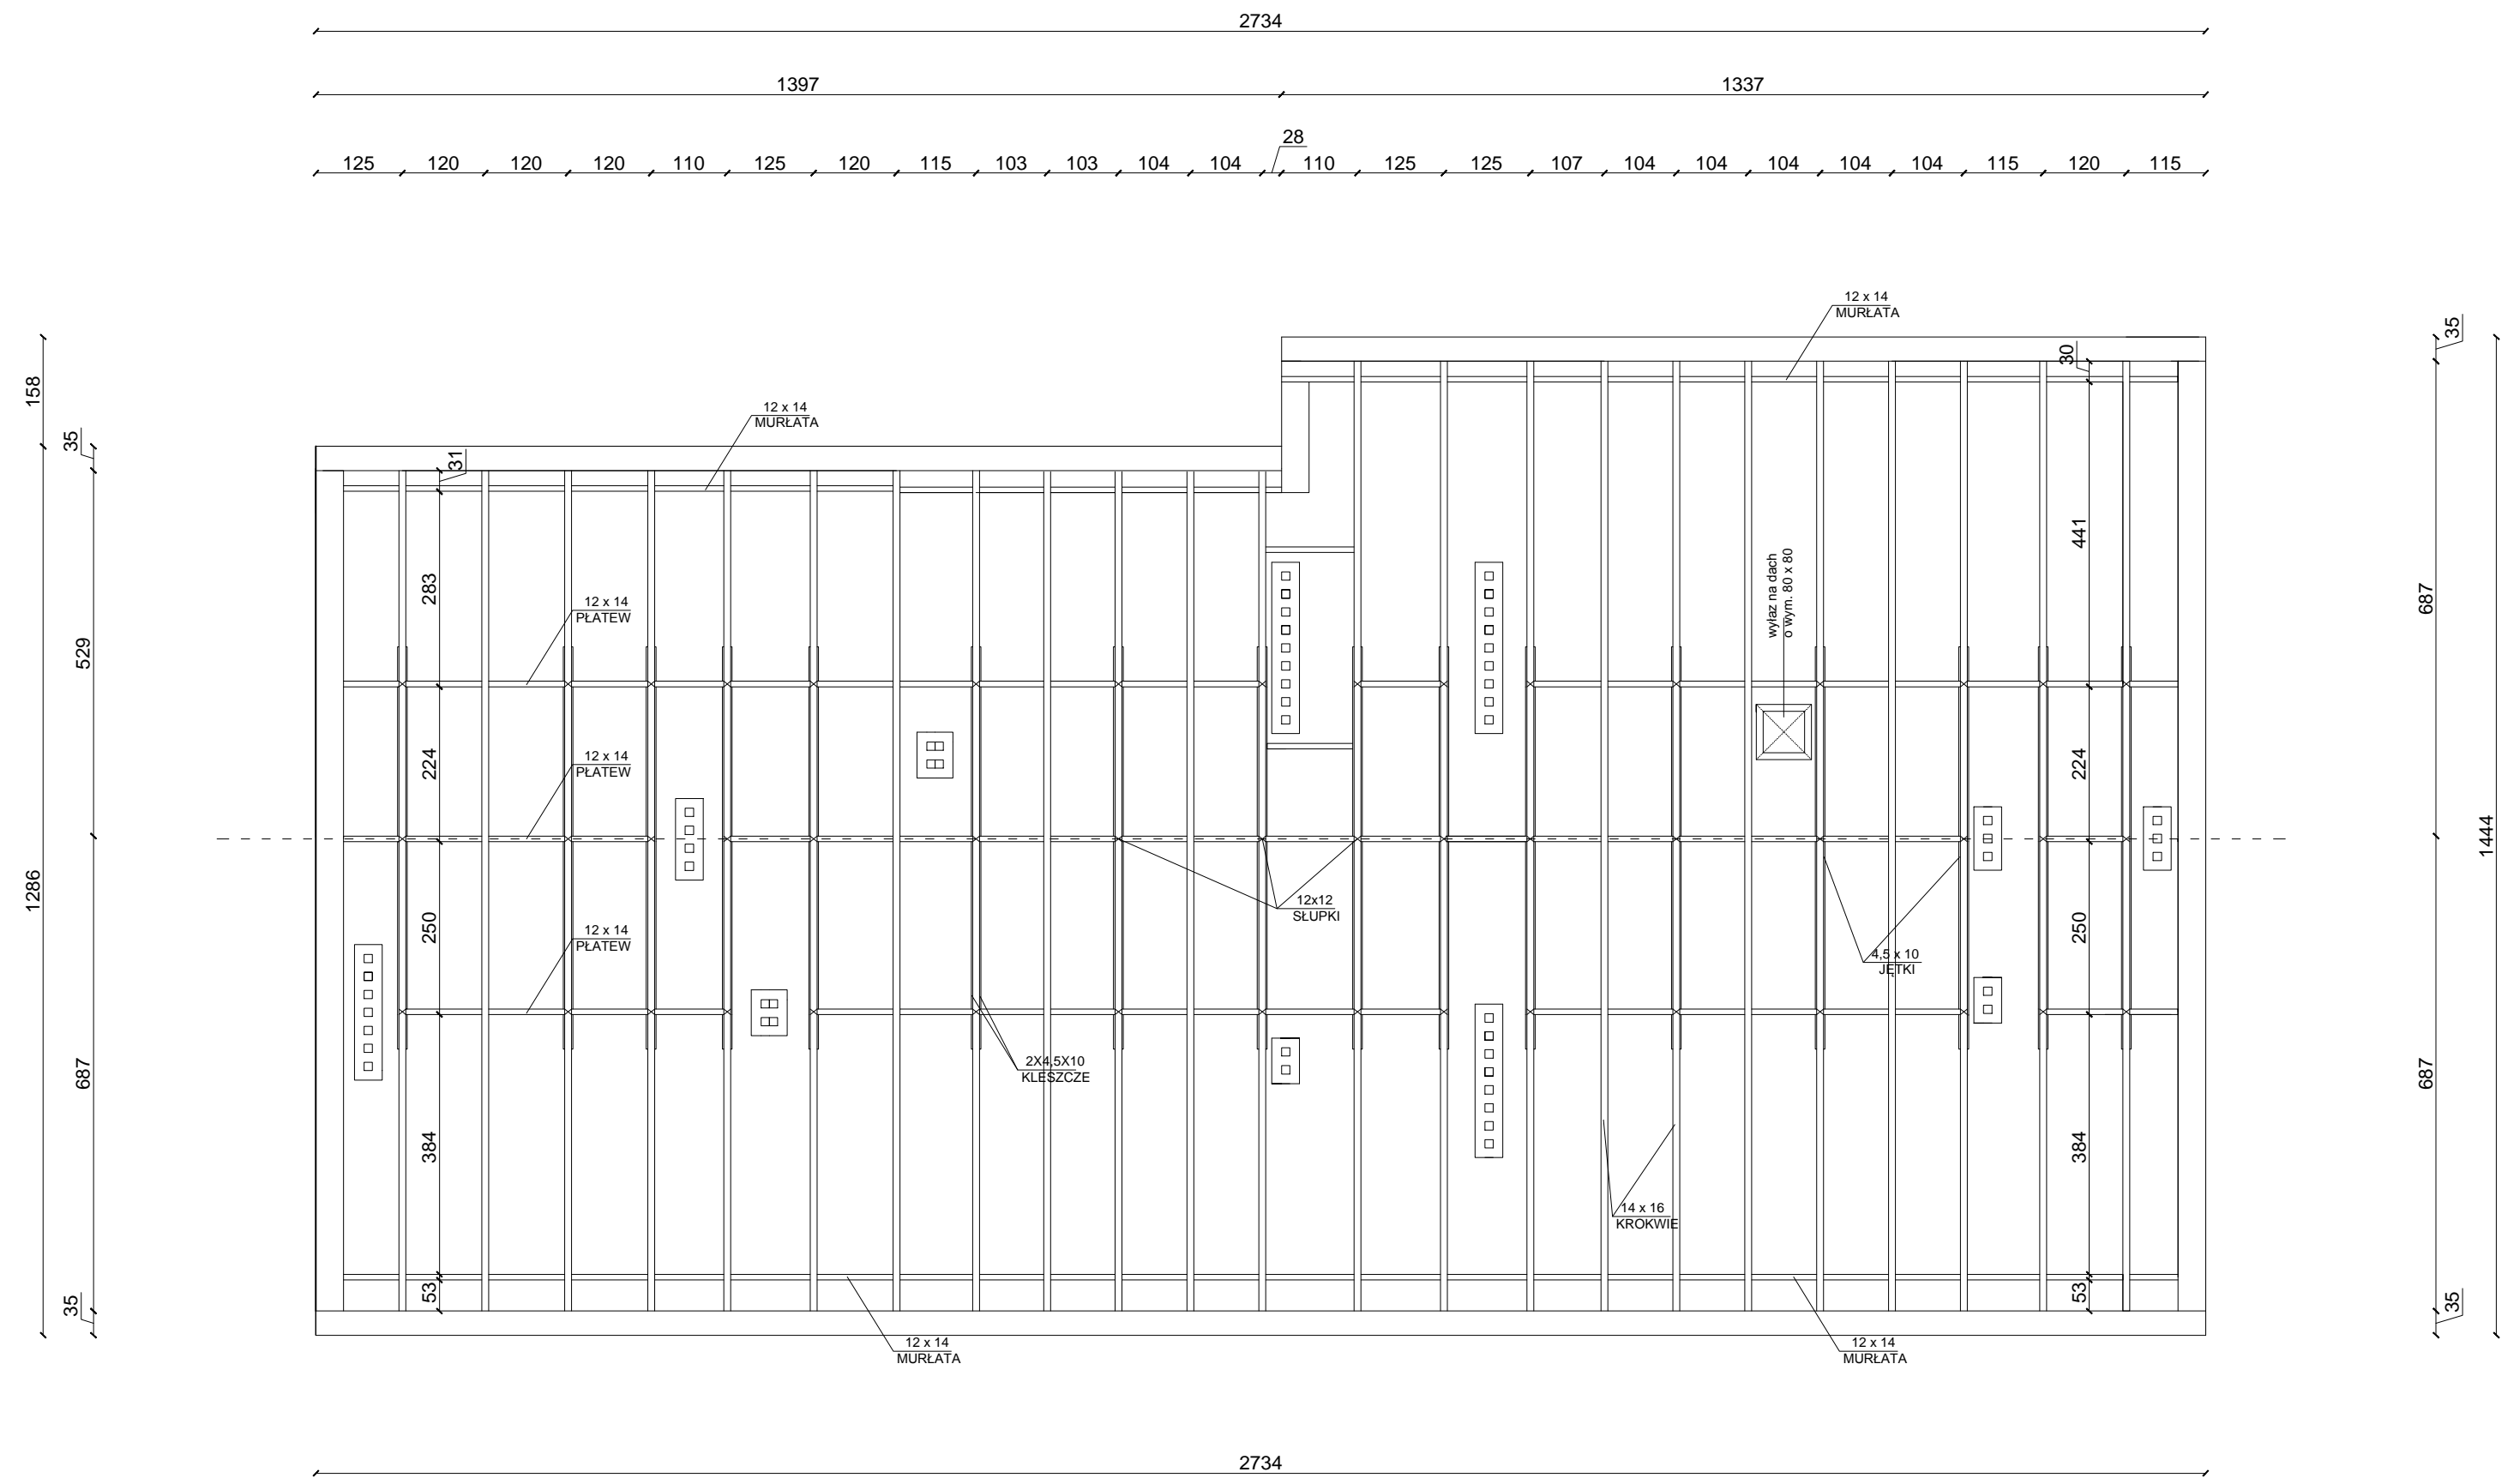 2734
1397
1337
28
125
120
120
120
110
125
120
115
103
103
104
104
110
125
125
107
104
104
104
104
104
115
120
115
12 x 14
MURŁATA
35
30
158
35
12 x 14
MURŁATA
31
441
wyłaz na dach
o wym. 80 x 80
283
12 x 14
PŁATEW
687
529
224
12 x 14
PŁATEW
224
1444
1286
12x12
SŁUPKI
250
12 x 14
PŁATEW
250
4,5 x 10
JĘTKI
2X4,5X10
KLESZCZE
687
687
384
384
14 x 16
KROKWIE
53
53
35
35
12 x 14
MURŁATA
12 x 14
MURŁATA
2734